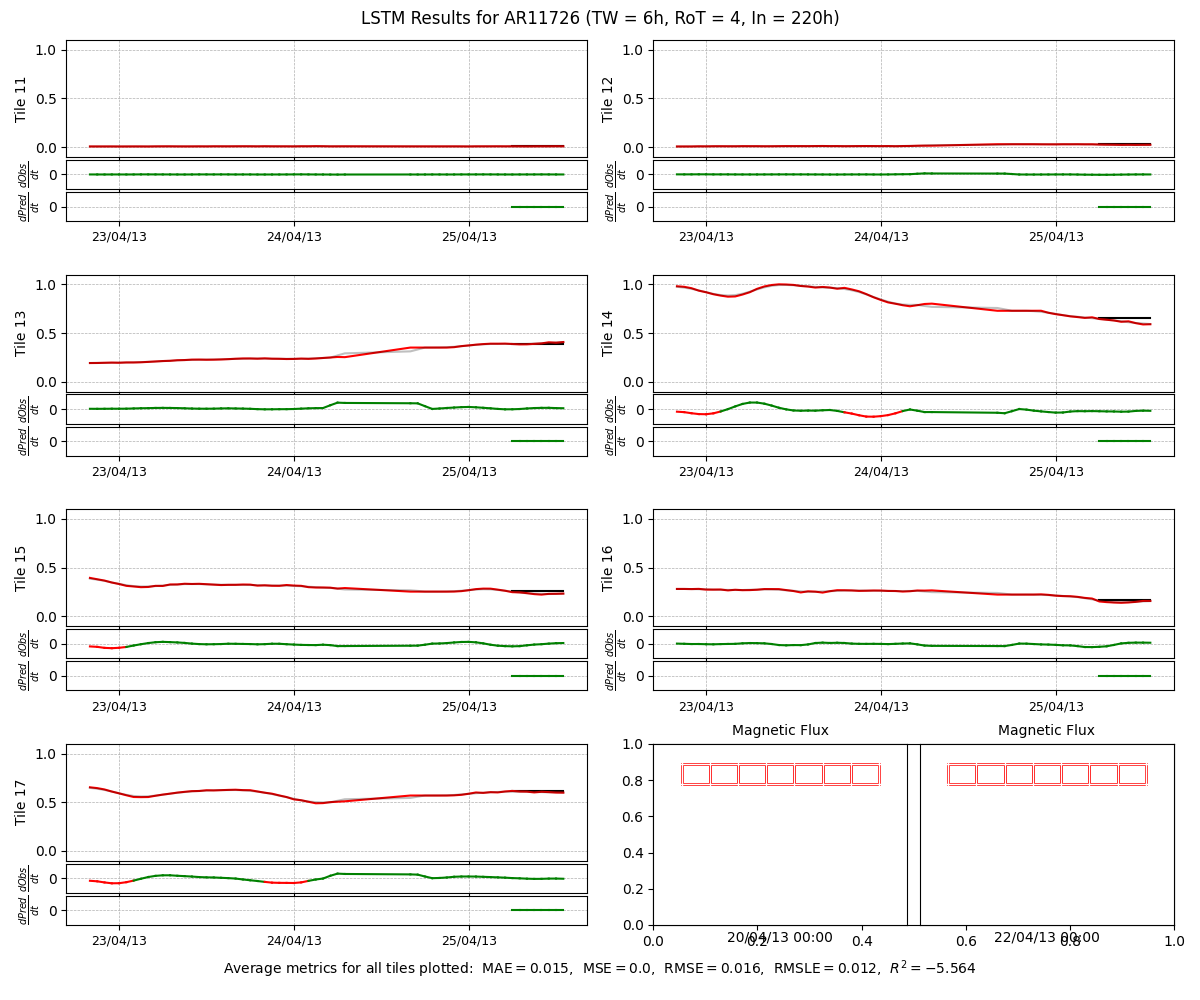 LSTM Results for AR11726 (TW = 6h, RoT = 4, In = 220h)
Tile 11
1.0
0.5
0.0
dObs
dt
0
dPred
dt
0
23/04/13 24/04/13 25/04/13
Tile 12
1.0
0.5
0.0
dObs
dt
0
dPred
dt
0
23/04/13 24/04/13 25/04/13
Tile 13
1.0
0.5
0.0
dObs
dt
0
dPred
dt
0
23/04/13 24/04/13 25/04/13
Tile 14
1.0
0.5
0.0
dObs
dt
0
dPred
dt
0
23/04/13 24/04/13 25/04/13
Tile 15
1.0
0.5
0.0
dObs
dt
0
dPred
dt
0
23/04/13 24/04/13 25/04/13
Tile 16
1.0
0.5
0.0
dObs
dt
0
dPred
dt
0
23/04/13 24/04/13 25/04/13
Tile 17
1.0
0.5
0.0
dObs
dt
0
dPred
dt
0
23/04/13 24/04/13 25/04/13
Magnetic Flux Magnetic Flux
1.0
0.8
0.6
0.4
0.2
0.0
0.0 0.2 0.4 0.6 0.8 1.0
20/04/13 00:00 22/04/13 00:00
Average metrics for all tiles plotted: MAE = 0.015, MSE = 0.0, RMSE = 0.016, RMSLE = 0.012, R² = −5.564